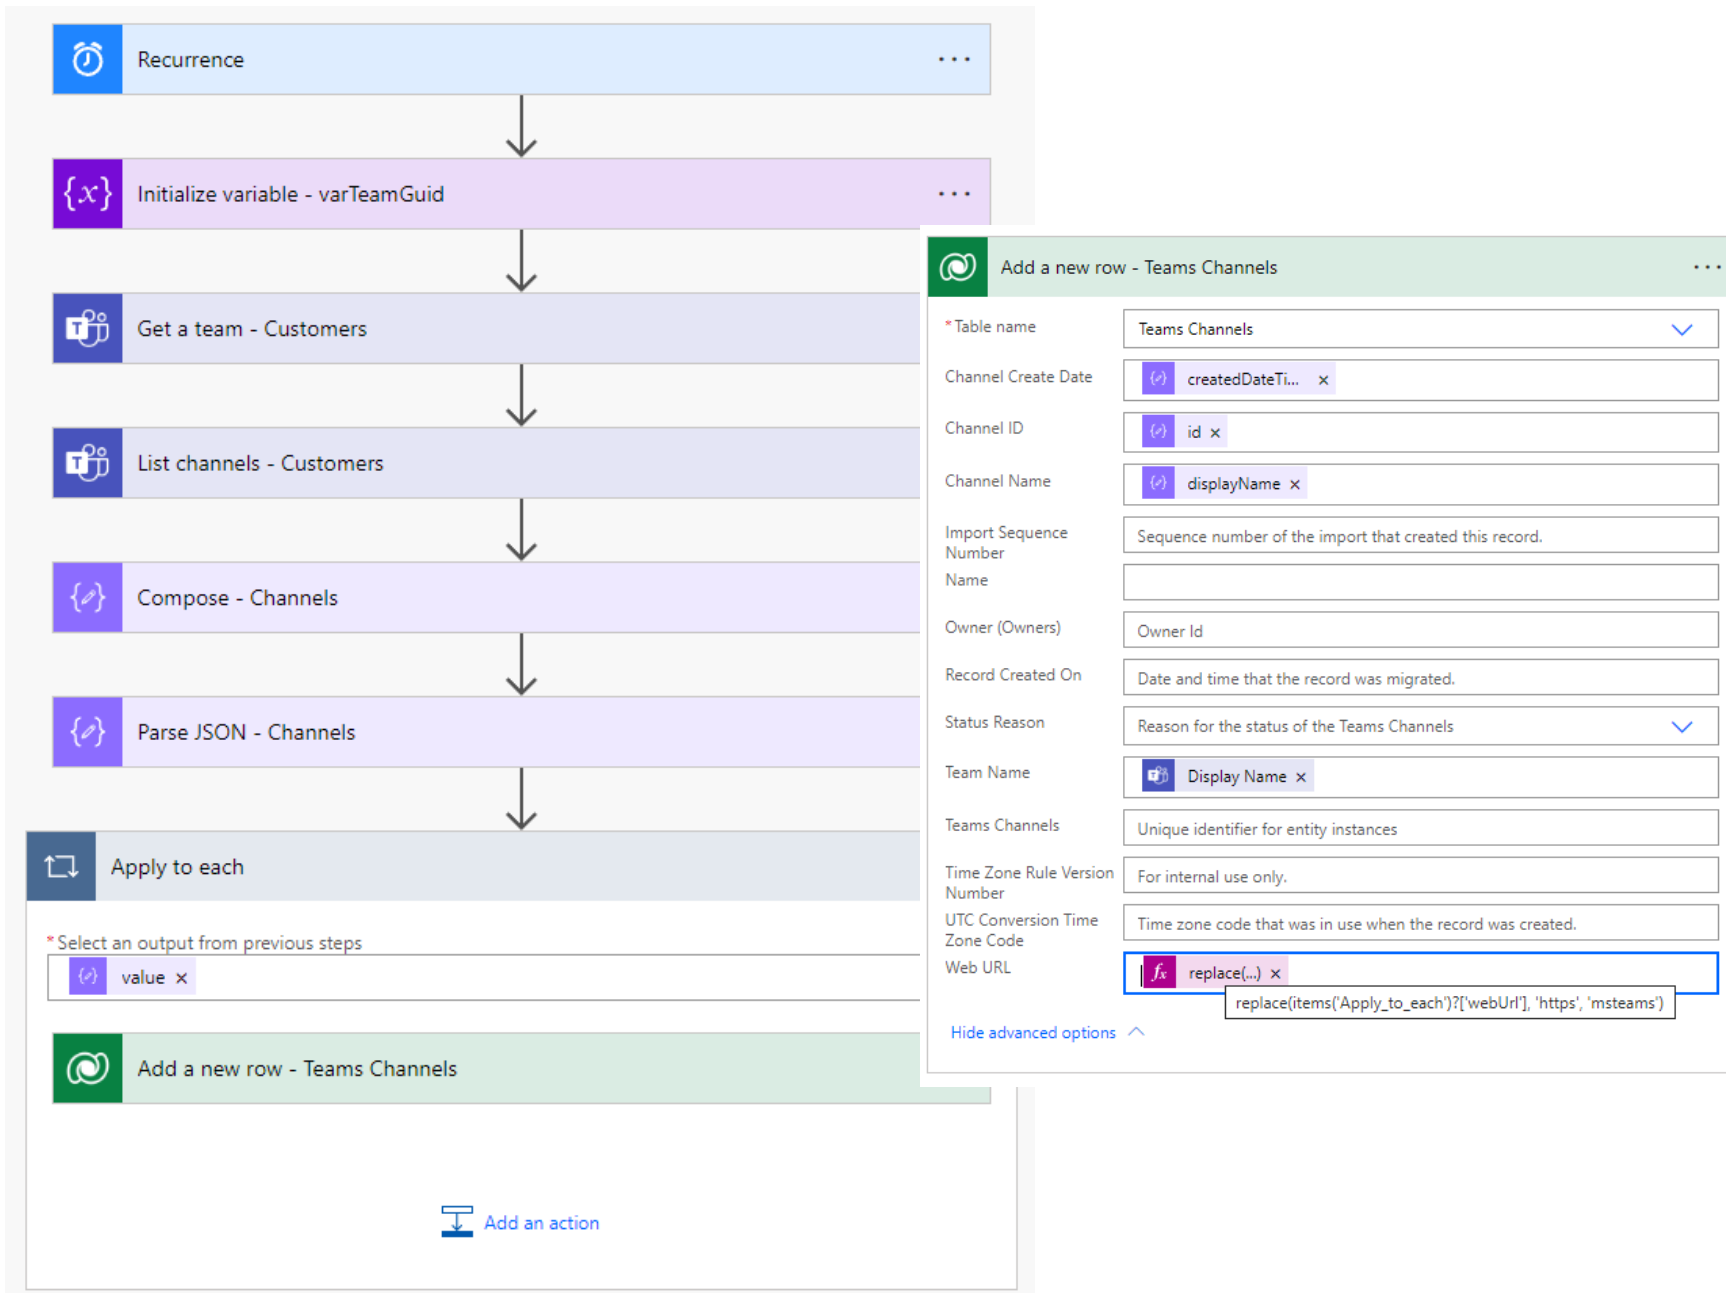 Recurrence
Initialize variable - varTeamGuid
Get a team - Customers
List channels - Customers
Compose - Channels
Parse JSON - Channels
Apply to each
* Select an output from previous steps
value ×
Add a new row - Teams Channels
Add an action
Add a new row - Teams Channels
* Table name
Teams Channels
Channel Create Date
createdDateTi... ×
Channel ID
id ×
Channel Name
displayName ×
Import Sequence
Number
Sequence number of the import that created this record.
Name
Owner (Owners)
Owner Id
Record Created On
Date and time that the record was migrated.
Status Reason
Reason for the status of the Teams Channels
Team Name
Display Name ×
Teams Channels
Unique identifier for entity instances
Time Zone Rule Version
Number
For internal use only.
UTC Conversion Time
Zone Code
Time zone code that was in use when the record was created.
Web URL
fx replace(...) ×
replace(items('Apply_to_each')?['webUrl'], 'https', 'msteams')
Hide advanced options